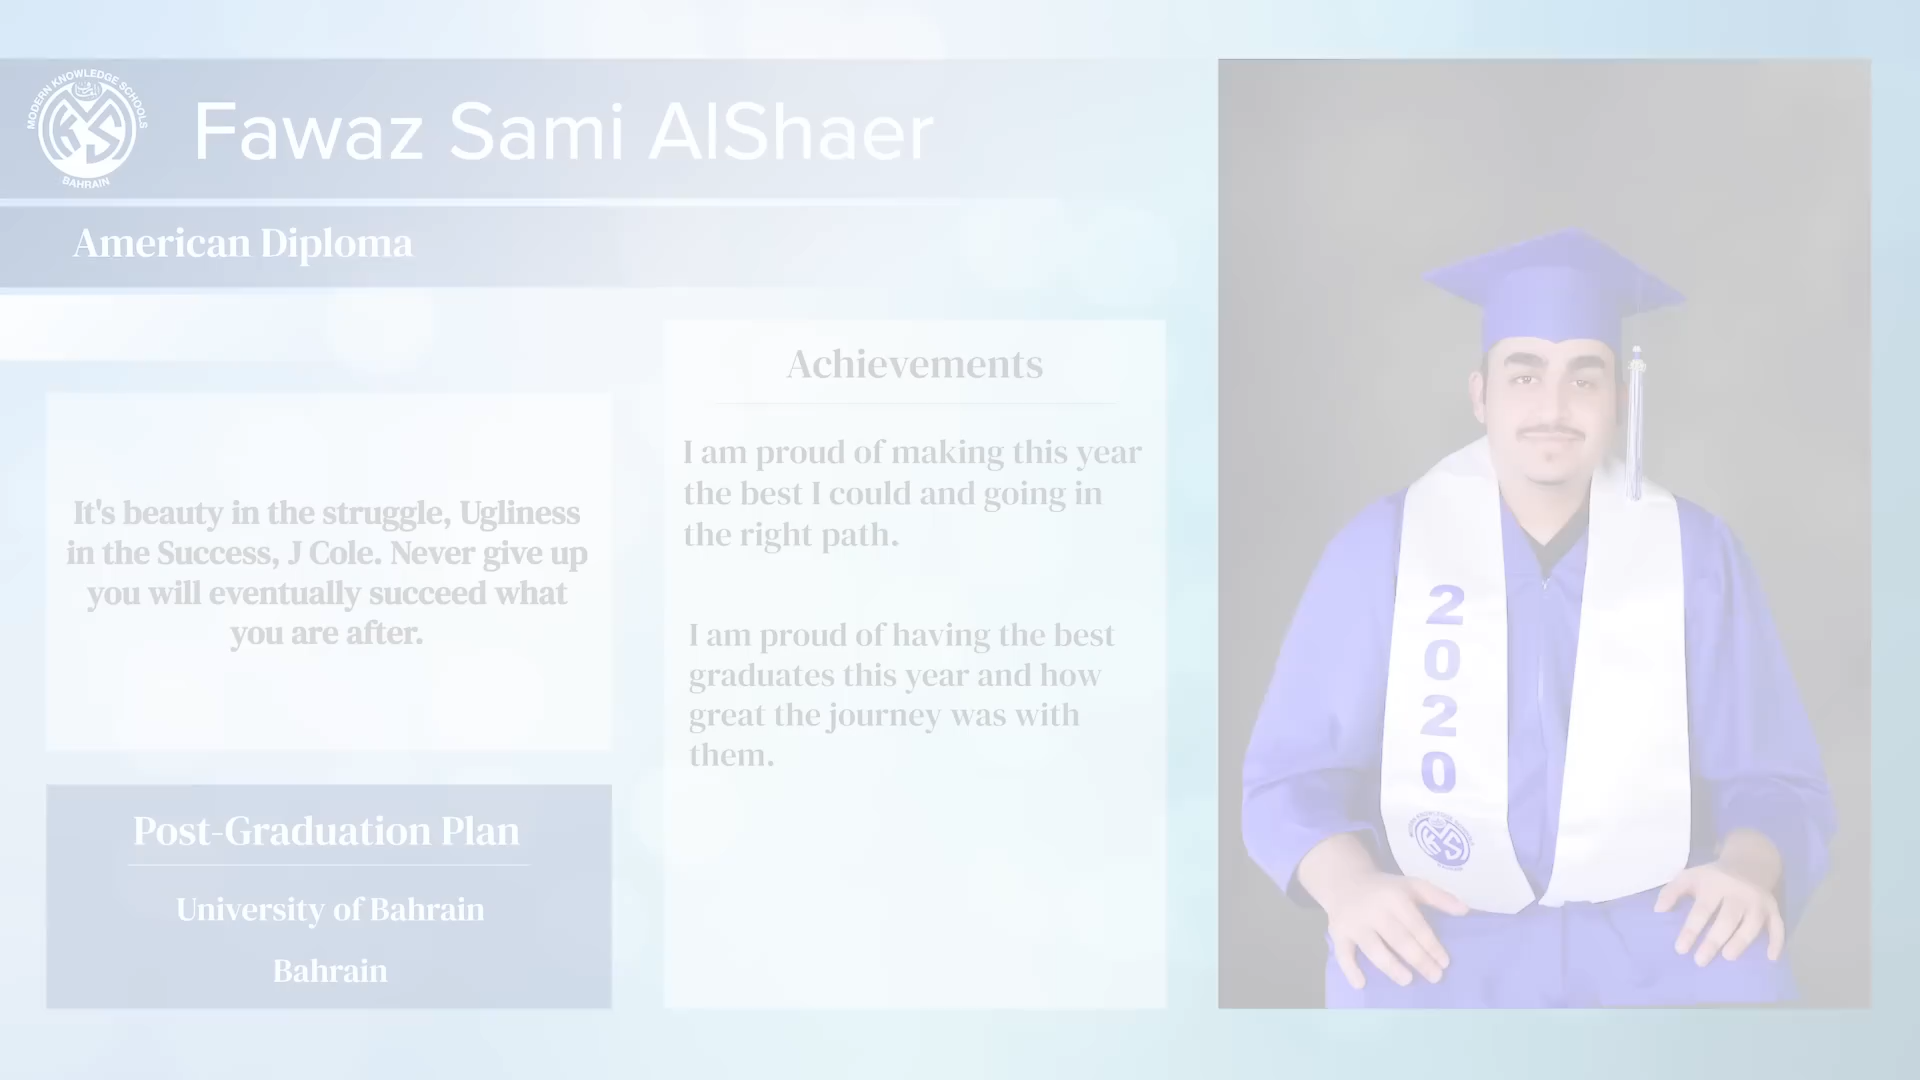 MODERN KNOWLEDGE SCHOOLS
BAHRAIN
Fawaz Sami AlShaer
American Diploma
It's beauty in the struggle, Ugliness
in the Success, J Cole. Never give up
you will eventually succeed what
you are after.
Post-Graduation Plan
University of Bahrain
Bahrain
Achievements
I am proud of making this year
the best I could and going in
the right path.
I am proud of having the best
graduates this year and how
great the journey was with
them.
2020